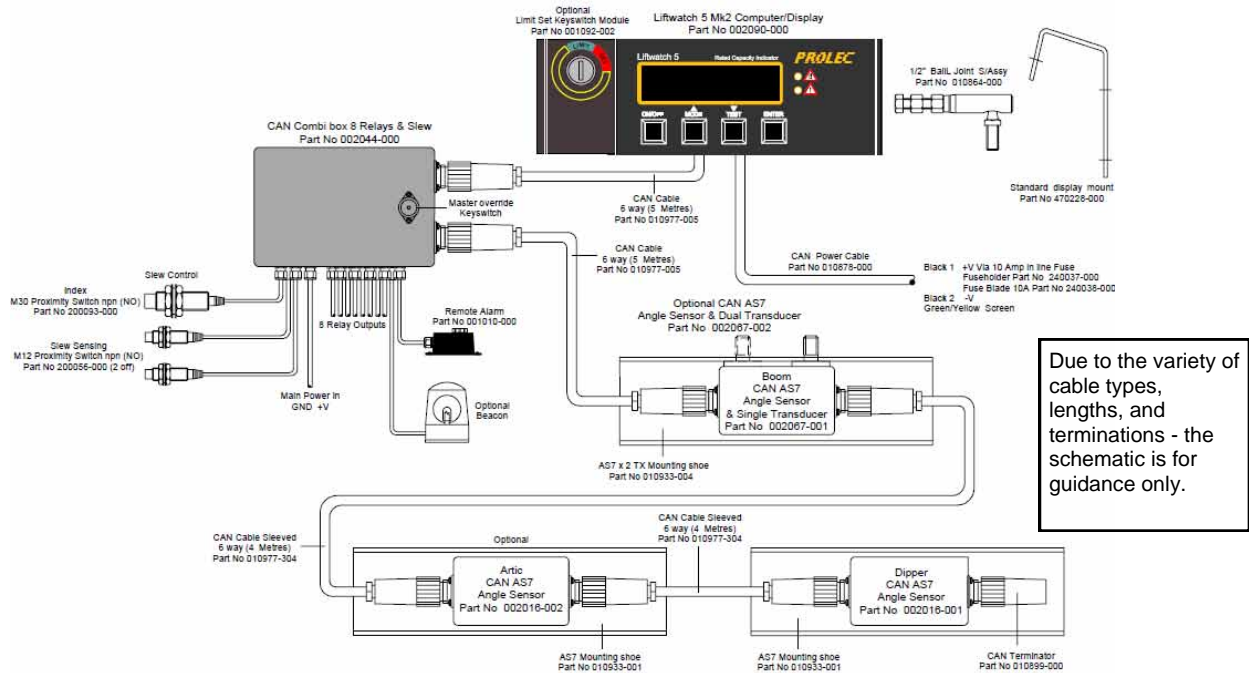 Optional
Limit Set Keyswitch Module
Part No 001092-002
Liftwatch 5 Mk2 Computer/Display
Part No 002090-000
Liftwatch 5
Rated Capacity Indicator
PROLEC
ON/OFF
MODE
TEST
ENTER
1/2" BallL Joint S/Assy
Part No 010864-000
Standard display mount
Part No 470228-000
CAN Combi box 8 Relays & Slew
Part No 002044-000
Master override
Keyswitch
CAN Cable
6 way (5 Metres)
Part No 010977-005
CAN Cable
6 way (5 Metres)
Part No 010977-005
CAN Power Cable
Part No 010878-000
Black 1 +V Via 10 Amp in line Fuse
Fuseholder Part No 240037-000
Fuse Blade 10A Part No 240038-000
Black 2 -V
Green/Yellow Screen
Slew Control
Index
M30 Proximity Switch npn (NO)
Part No 200093-000
Slew Sensing
M12 Proximity Switch npn (NO)
Part No 200056-000 (2 off)
Main Power In
GND +V
8 Relay Outputs
Remote Alarm
Part No 001010-000
Optional
Beacon
Optional CAN AS7
Angle Sensor & Dual Transducer
Part No 002067-002
Boom
CAN AS7
Angle Sensor
& Single Transducer
Part No 002067-001
AS7 x 2 TX Mounting shoe
Part No 010933-004
Due to the variety of
cable types,
lengths, and
terminations - the
schematic is for
guidance only.
CAN Cable Sleeved
6 way (4 Metres)
Part No 010977-304
Optional
Artic
CAN AS7
Angle Sensor
Part No 002016-002
AS7 Mounting shoe
Part No 010933-001
CAN Cable Sleeved
6 way (4 Metres)
Part No 010977-304
Dipper
CAN AS7
Angle Sensor
Part No 002016-001
AS7 Mounting shoe
Part No 010933-001
CAN Terminator
Part No 010899-000